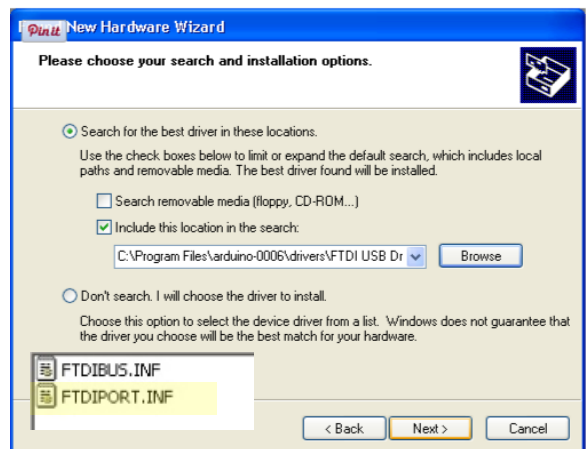 Pin it New Hardware Wizard
Please choose your search and installation options.
Search for the best driver in these locations.
Use the check boxes below to limit or expand the default search, which includes local
paths and removable media. The best driver found will be installed.
Search removable media (floppy, CD-ROM...)
Include this location in the search:
C:\Program Files\arduino-0006\drivers\FTDI USB Dr
Browse
Don't search. I will choose the driver to install.
Choose this option to select the device driver from a list. Windows does not guarantee that
the driver you choose will be the best match for your hardware.
FTDIBUS.INF
FTDIPORT.INF
< Back Next > Cancel